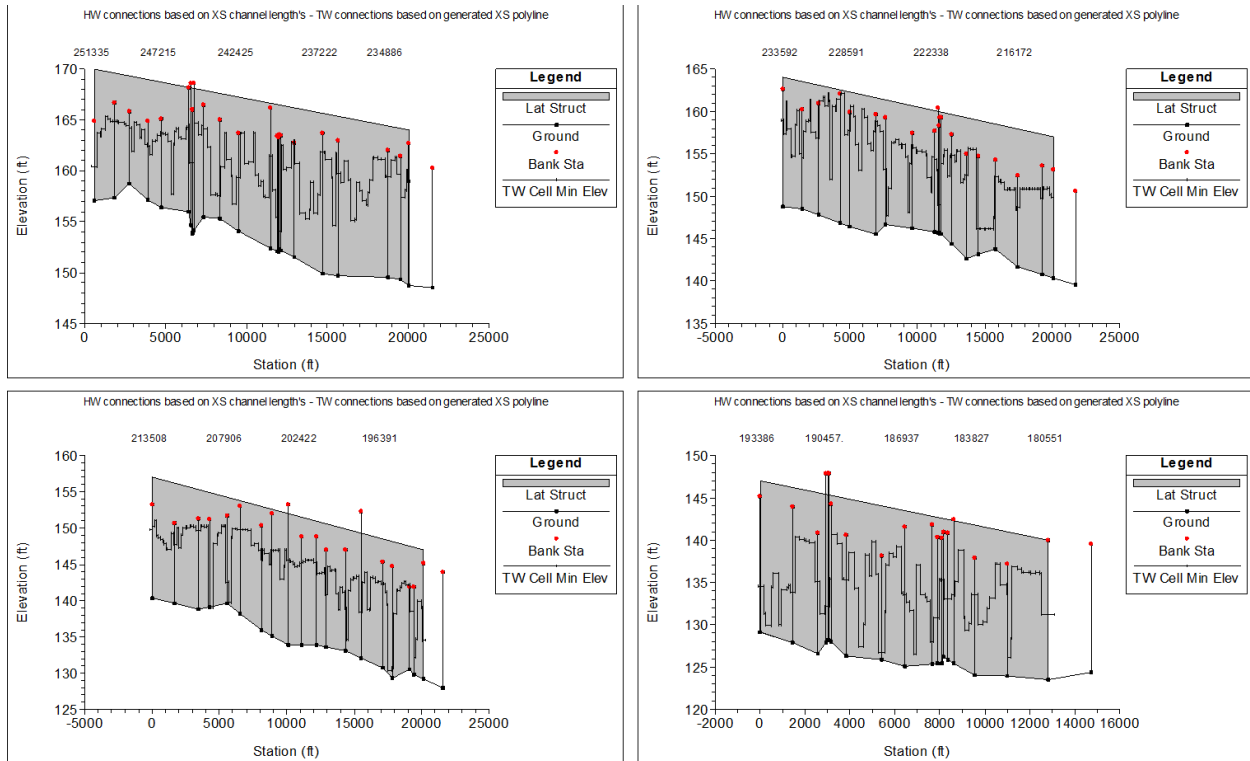 HW connections based on XS channel length's - TW connections based on generated XS polyline
251335 247215 242425 237222 234886
170
165
160
155
150
145
0 5000 10000 15000 20000 25000
Elevation (ft)
Station (ft)
Legend
Lat Struct
Ground
Bank Sta
TW Cell Min Elev
HW connections based on XS channel length's - TW connections based on generated XS polyline
233592 228591 222338 216172
165
160
155
150
145
140
135
-5000 0 5000 10000 15000 20000 25000
Elevation (ft)
Station (ft)
Legend
Lat Struct
Ground
Bank Sta
TW Cell Min Elev
HW connections based on XS channel length's - TW connections based on generated XS polyline
213508 207906 202422 196391
160
155
150
145
140
135
130
125
-5000 0 5000 10000 15000 20000 25000
Elevation (ft)
Station (ft)
Legend
Lat Struct
Ground
Bank Sta
TW Cell Min Elev
HW connections based on XS channel length's - TW connections based on generated XS polyline
193386 190457. 186937 183827 180551
150
145
140
135
130
125
120
-2000 0 2000 4000 6000 8000 10000 12000 14000 16000
Elevation (ft)
Station (ft)
Legend
Lat Struct
Ground
Bank Sta
TW Cell Min Elev